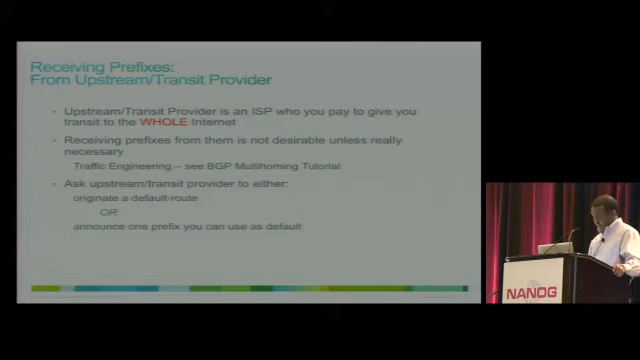 Receiving Prefixes:
From Upstream/Transit Provider
Upstream/Transit Provider is an ISP who you pay to give you
transit to the WHOLE Internet
Receiving prefixes from them is not desirable unless really
necessary
Traffic Engineering – see BGP Multihoming Tutorial
Ask upstream/transit provider to either:
originate a default-route
OR
announce one prefix you can use as default
NANOG